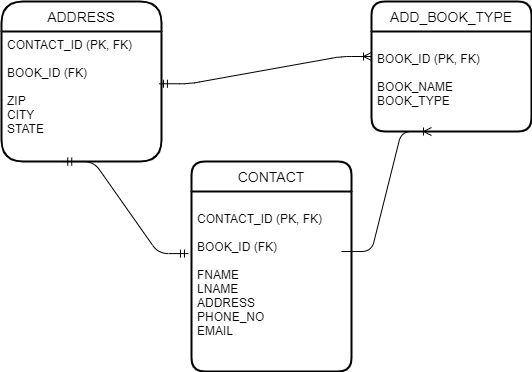 ADDRESS
CONTACT_ID (PK, FK)
BOOK_ID (FK)
ZIP
CITY
STATE
ADD_BOOK_TYPE
BOOK_ID (PK, FK)
BOOK_NAME
BOOK_TYPE
CONTACT
CONTACT_ID (PK, FK)
BOOK_ID (FK)
FNAME
LNAME
ADDRESS
PHONE_NO
EMAIL